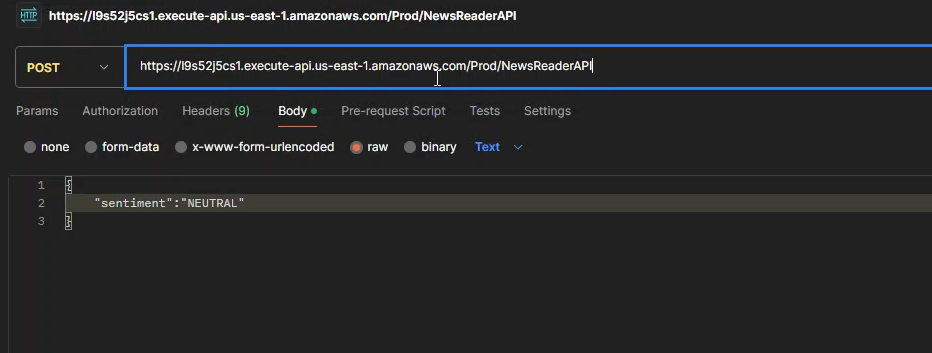 HTTP https://l9s52j5cs1.execute-api.us-east-1.amazonaws.com/Prod/NewsReaderAPI
POST https://l9s52j5cs1.execute-api.us-east-1.amazonaws.com/Prod/NewsReaderAPI
Params Authorization Headers (9) Body Pre-request Script Tests Settings
none form-data x-www-form-urlencoded raw binary Text
1 {
2 "sentiment":"NEUTRAL"
3 }